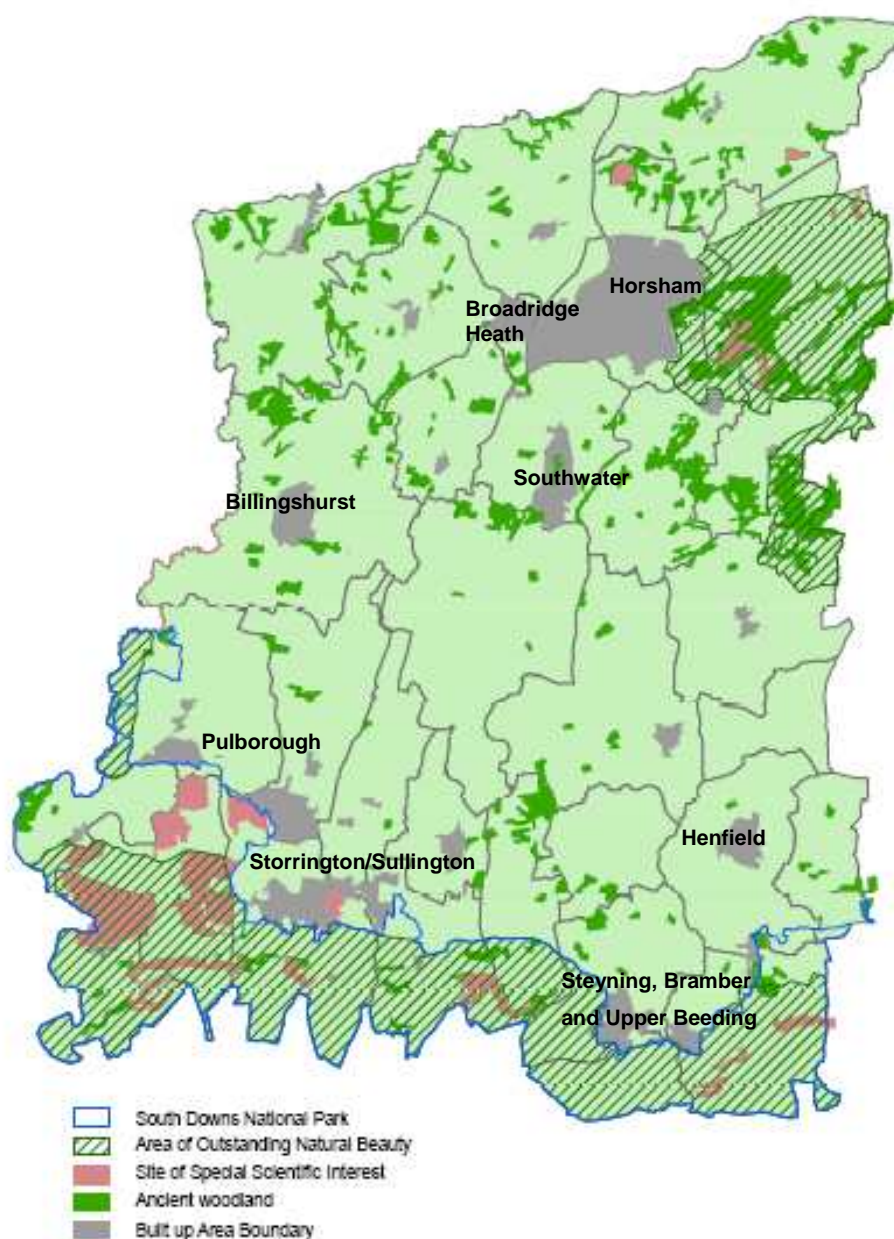 Horsham
Broadridge
Heath
Southwater
Billingshurst
Pulborough
Henfield
Storrington/Sullington
Steyning, Bramber
and Upper Beeding
South Downs National Park
Area of Outstanding Natural Beauty
Site of Special Scientific Interest
Ancient woodland
Built up Area Boundary